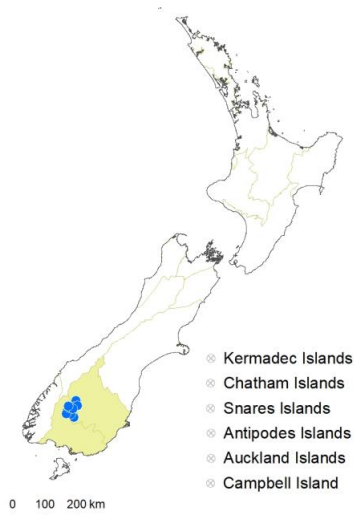 Kermadec Islands
Chatham Islands
Snares Islands
Antipodes Islands
Auckland Islands
Campbell Island
0 100 200 km